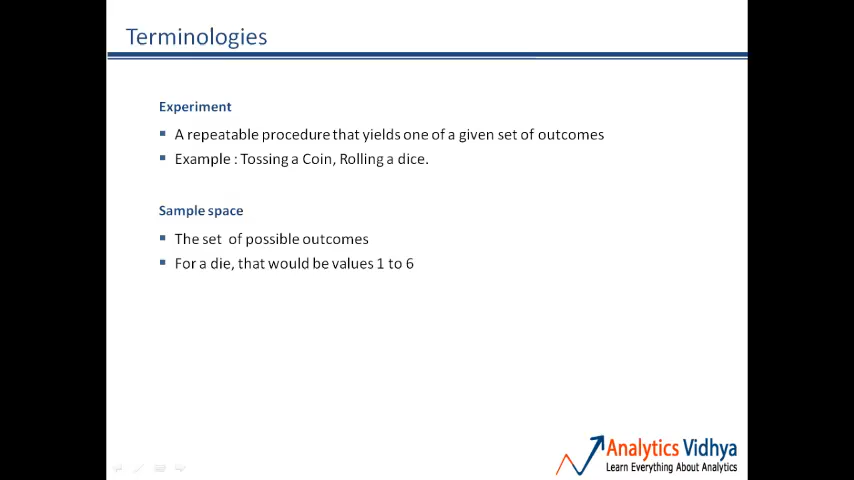 Terminologies
Experiment
▪ A repeatable procedure that yields one of a given set of outcomes
▪ Example : Tossing a Coin, Rolling a dice.
Sample space
▪ The set of possible outcomes
▪ For a die, that would be values 1 to 6
Analytics Vidhya
Learn Everything About Analytics